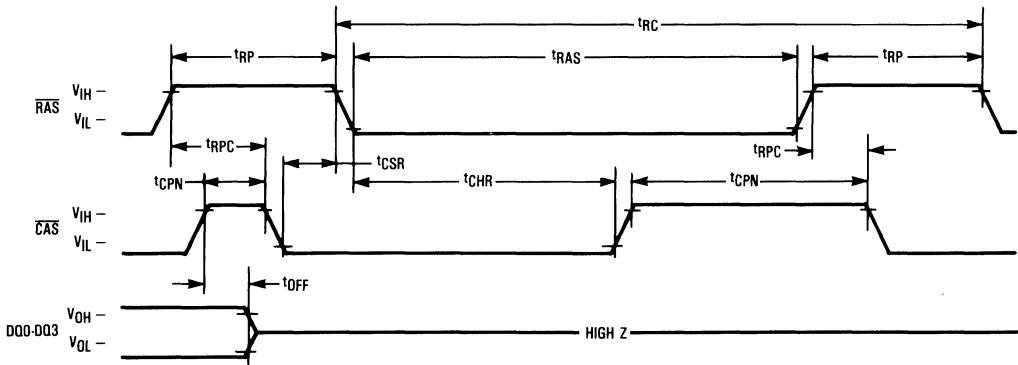 tRC
tRP
tRAS
tRP
RAS
VIH
VIL
tRPC
tCSR
tRPC
tCPN
tCHR
tCPN
CAS
VIH
VIL
tOFF
DQ0-DQ3
VOH
VOL
HIGH Z